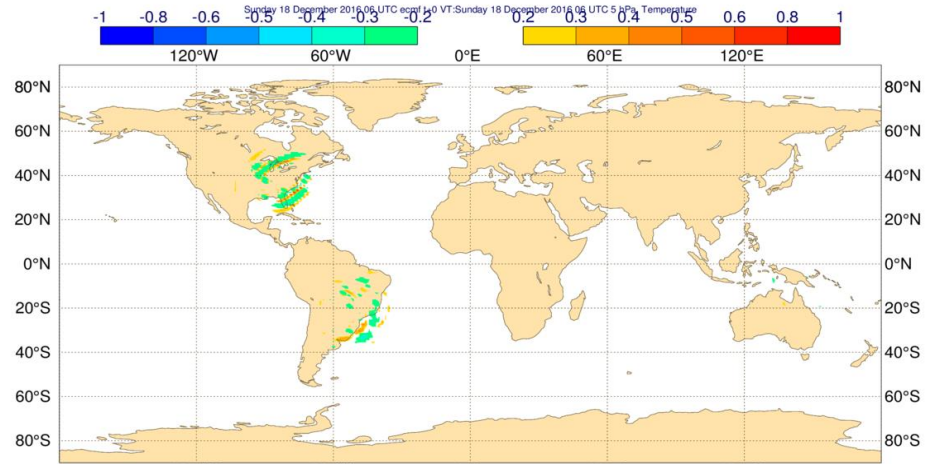 Sunday 18 December 2016 06 UTC ecmf t+0 VT:Sunday 18 December 2016 06 UTC 5 hPa Temperature
-1 -0.8 -0.6 -0.5 -0.4 -0.3 -0.2 0.2 0.3 0.4 0.5 0.6 0.8 1
120°W 60°W 0°E 60°E 120°E
80°N 80°N
60°N 60°N
40°N 40°N
20°N 20°N
0°N 0°N
20°S 20°S
40°S 40°S
60°S 60°S
80°S 80°S